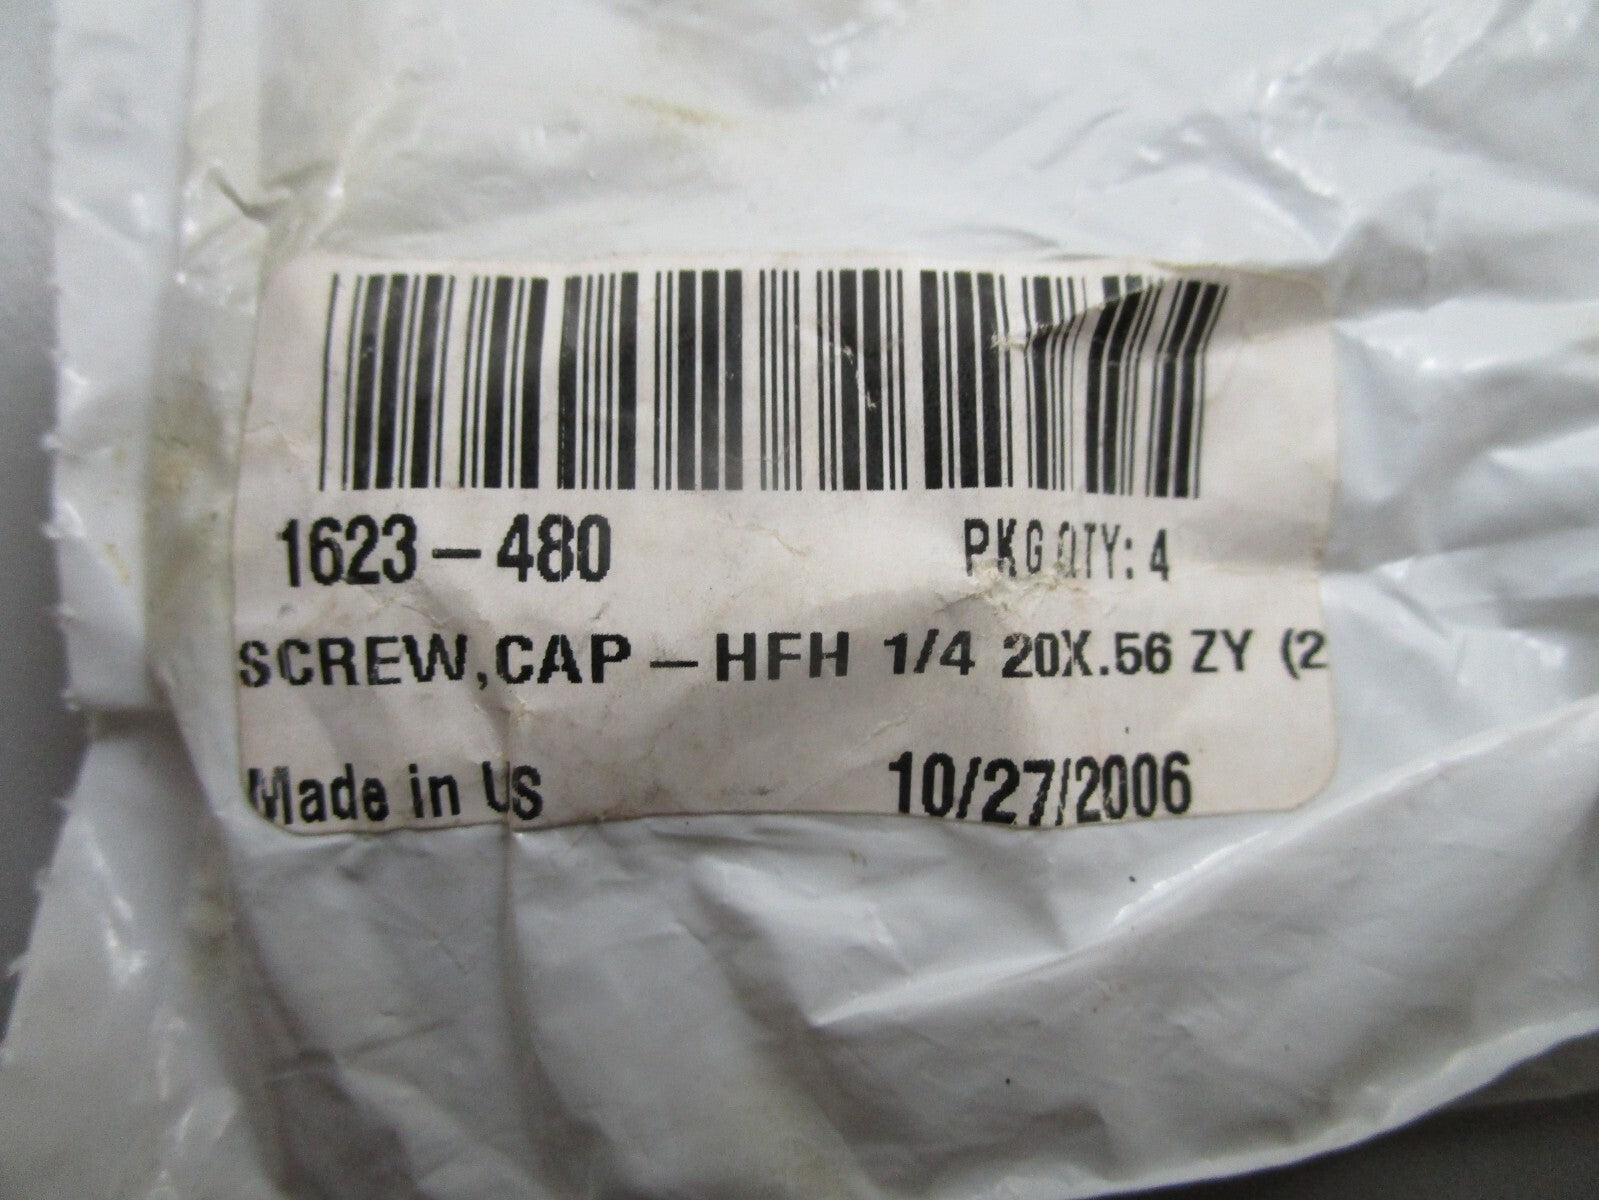 1623-480 PKG QTY: 4
SCREW,CAP-HFH 1/4 20X.56 ZY (2
Made in US 10/27/2006